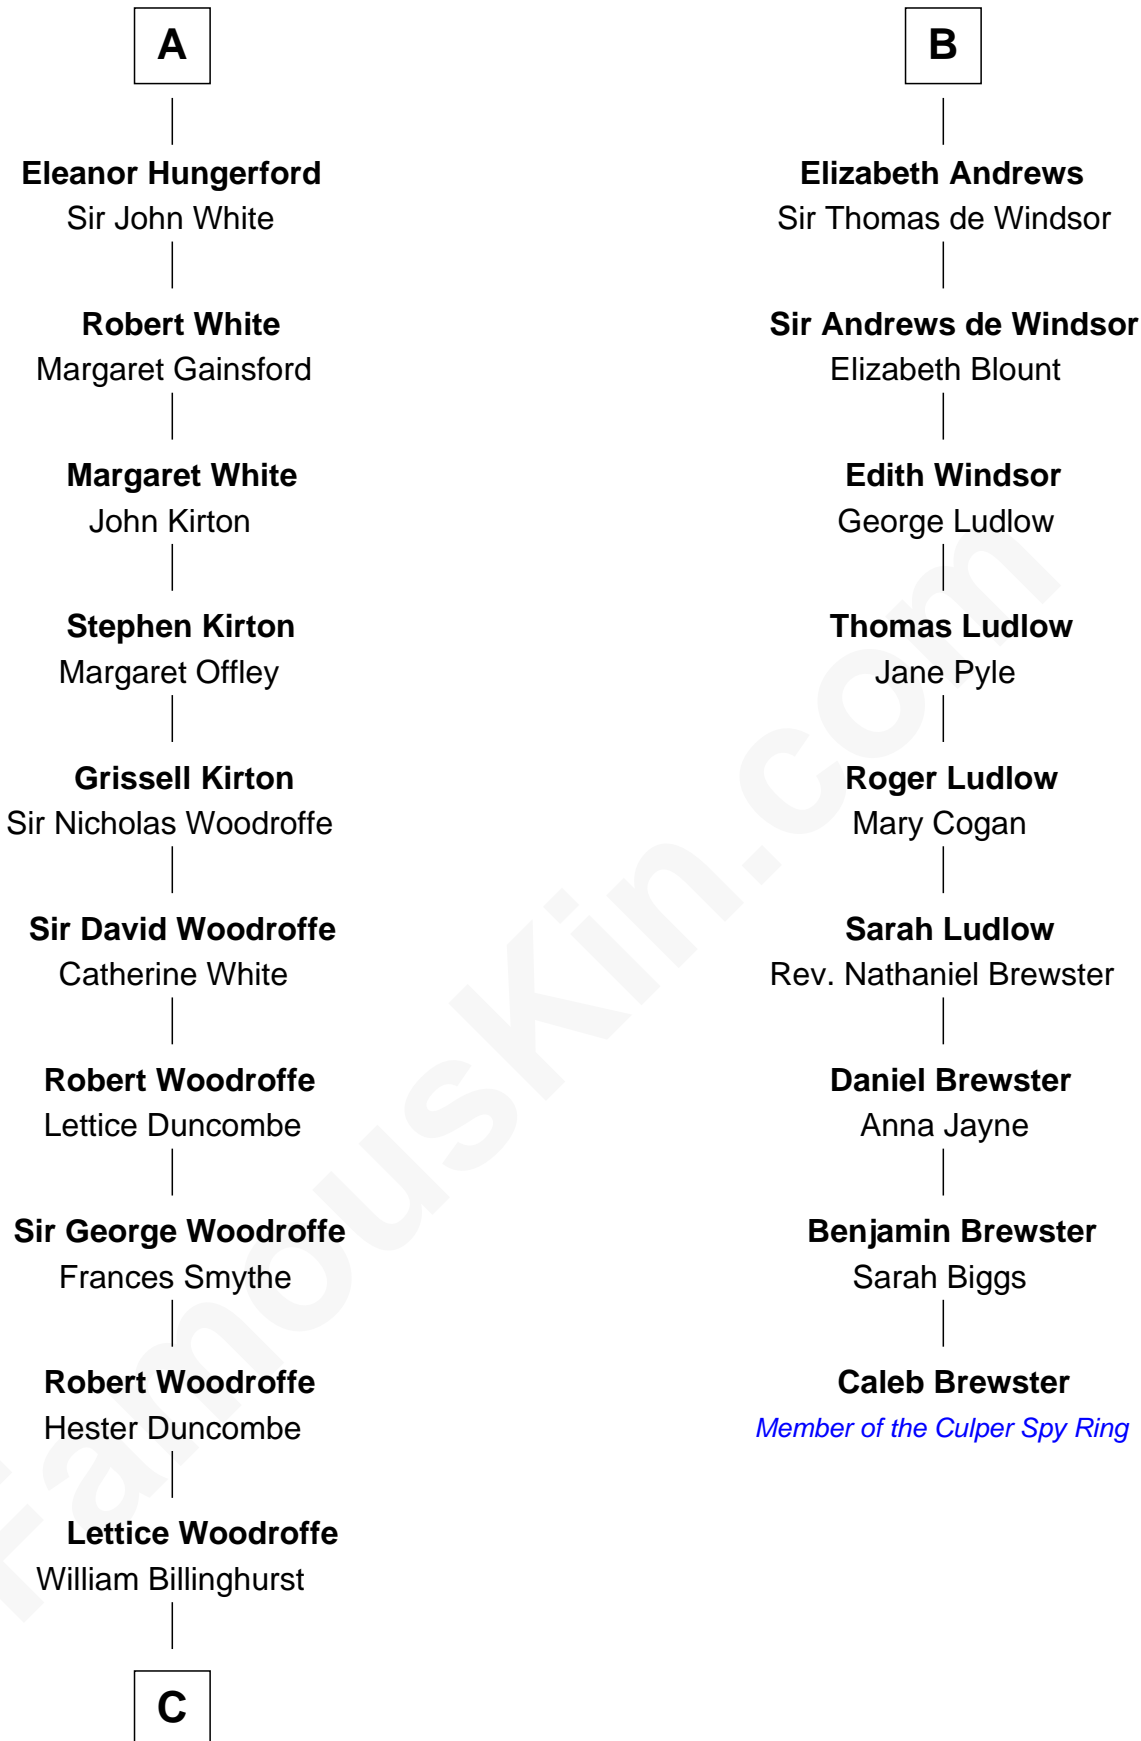 A
Eleanor Hungerford
Sir John White
Robert White
Margaret Gainsford
Margaret White
John Kirton
Stephen Kirton
Margaret Offley
Grissell Kirton
Sir Nicholas Woodroffe
Sir David Woodroffe
Catherine White
Robert Woodroffe
Lettice Duncombe
Sir George Woodroffe
Frances Smythe
Robert Woodroffe
Hester Duncombe
Lettice Woodroffe
William Billinghurst
C
B
Elizabeth Andrews
Sir Thomas de Windsor
Sir Andrews de Windsor
Elizabeth Blount
Edith Windsor
George Ludlow
Thomas Ludlow
Jane Pyle
Roger Ludlow
Mary Cogan
Sarah Ludlow
Rev. Nathaniel Brewster
Daniel Brewster
Anna Jayne
Benjamin Brewster
Sarah Biggs
Caleb Brewster
Member of the Culper Spy Ring
FamousKin.com